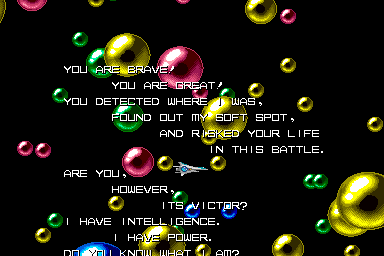 YOU ARE BRAVE!
YOU ARE GREAT!
YOU DETECTED WHERE I WAS,
FOUND OUT MY SOFT SPOT,
AND RISKED YOUR LIFE
IN THIS BATTLE.
ARE YOU,
HOWEVER,
ITS VICTOR?
I HAVE INTELLIGENCE.
I HAVE POWER.
DO YOU KNOW WHAT I AM?